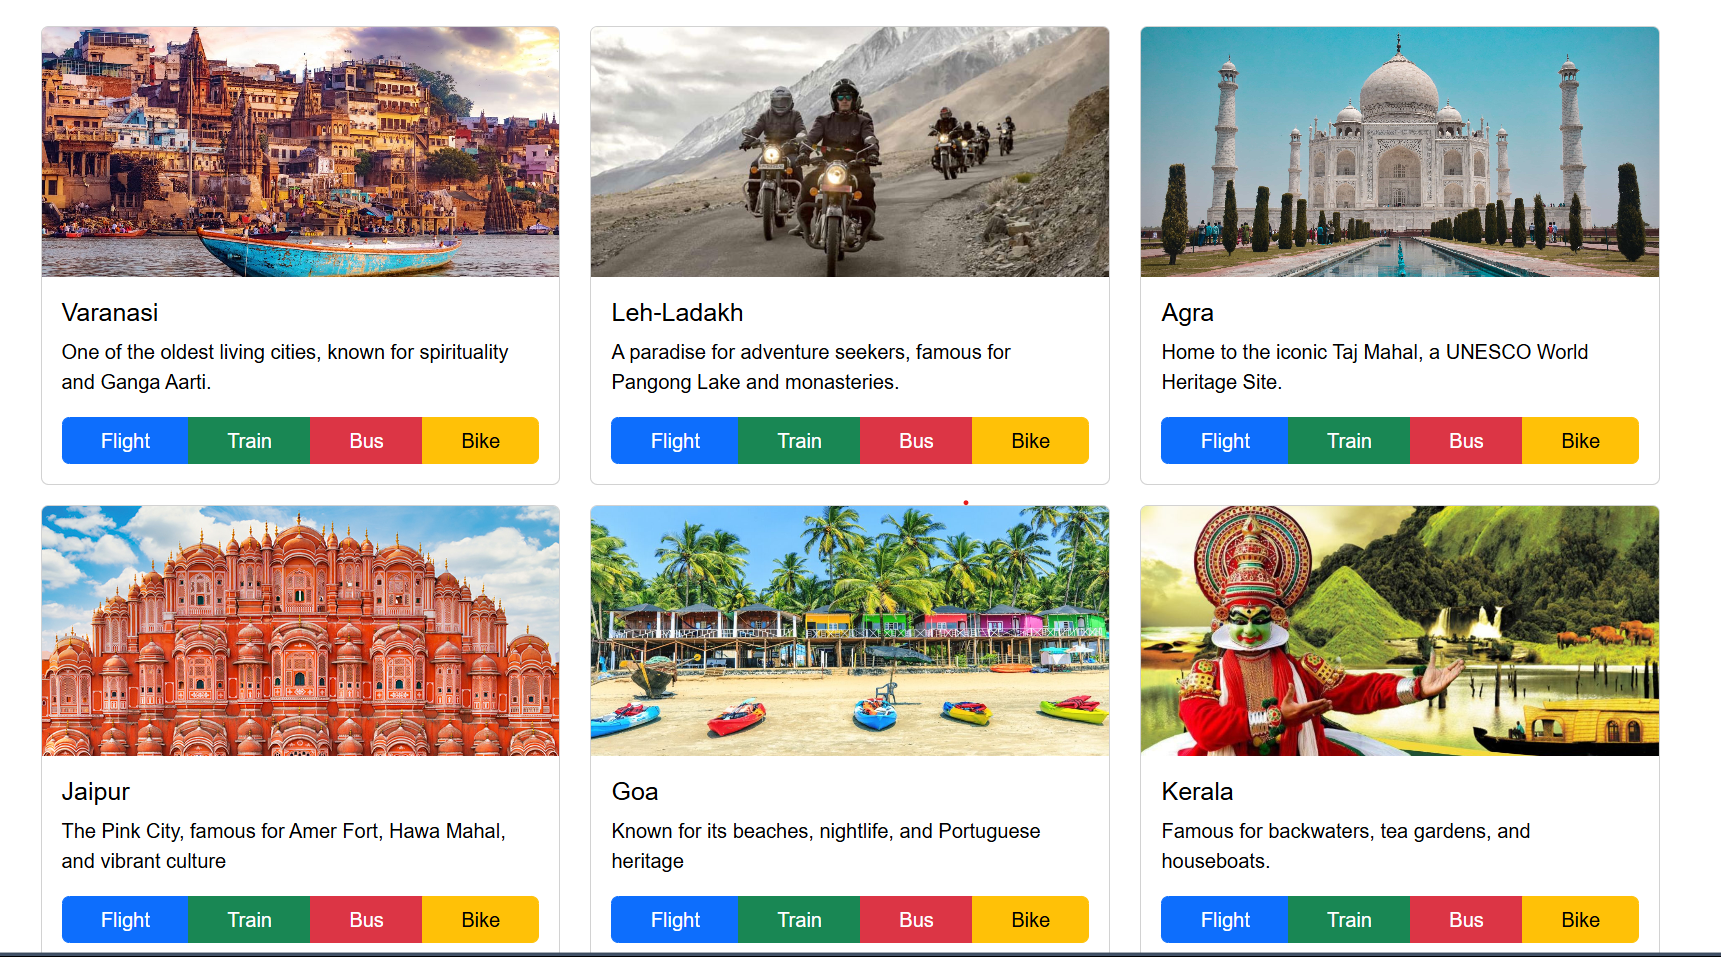 Varanasi
One of the oldest living cities, known for spirituality
and Ganga Aarti.
Flight Train Bus Bike
Leh-Ladakh
A paradise for adventure seekers, famous for
Pangong Lake and monasteries.
Flight Train Bus Bike
Agra
Home to the iconic Taj Mahal, a UNESCO World
Heritage Site.
Flight Train Bus Bike
Jaipur
The Pink City, famous for Amer Fort, Hawa Mahal,
and vibrant culture
Flight Train Bus Bike
Goa
Known for its beaches, nightlife, and Portuguese
heritage
Flight Train Bus Bike
Kerala
Famous for backwaters, tea gardens, and
houseboats.
Flight Train Bus Bike